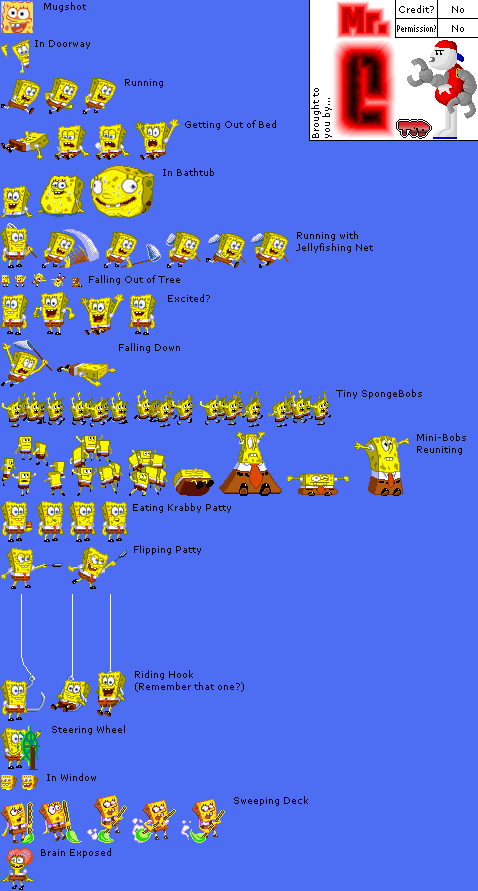 Mugshot
Mr.
C
Credit? No
Permission? No
Brought to
you by...
In Doorway
Running
Getting Out of Bed
In Bathtub
Running with
Jellyfishing Net
Falling Out of Tree
Excited?
Falling Down
Tiny SpongeBobs
Mini-Bobs
Reuniting
Eating Krabby Patty
Flipping Patty
Riding Hook
(Remember that one?)
Steering Wheel
In Window
Sweeping Deck
Brain Exposed